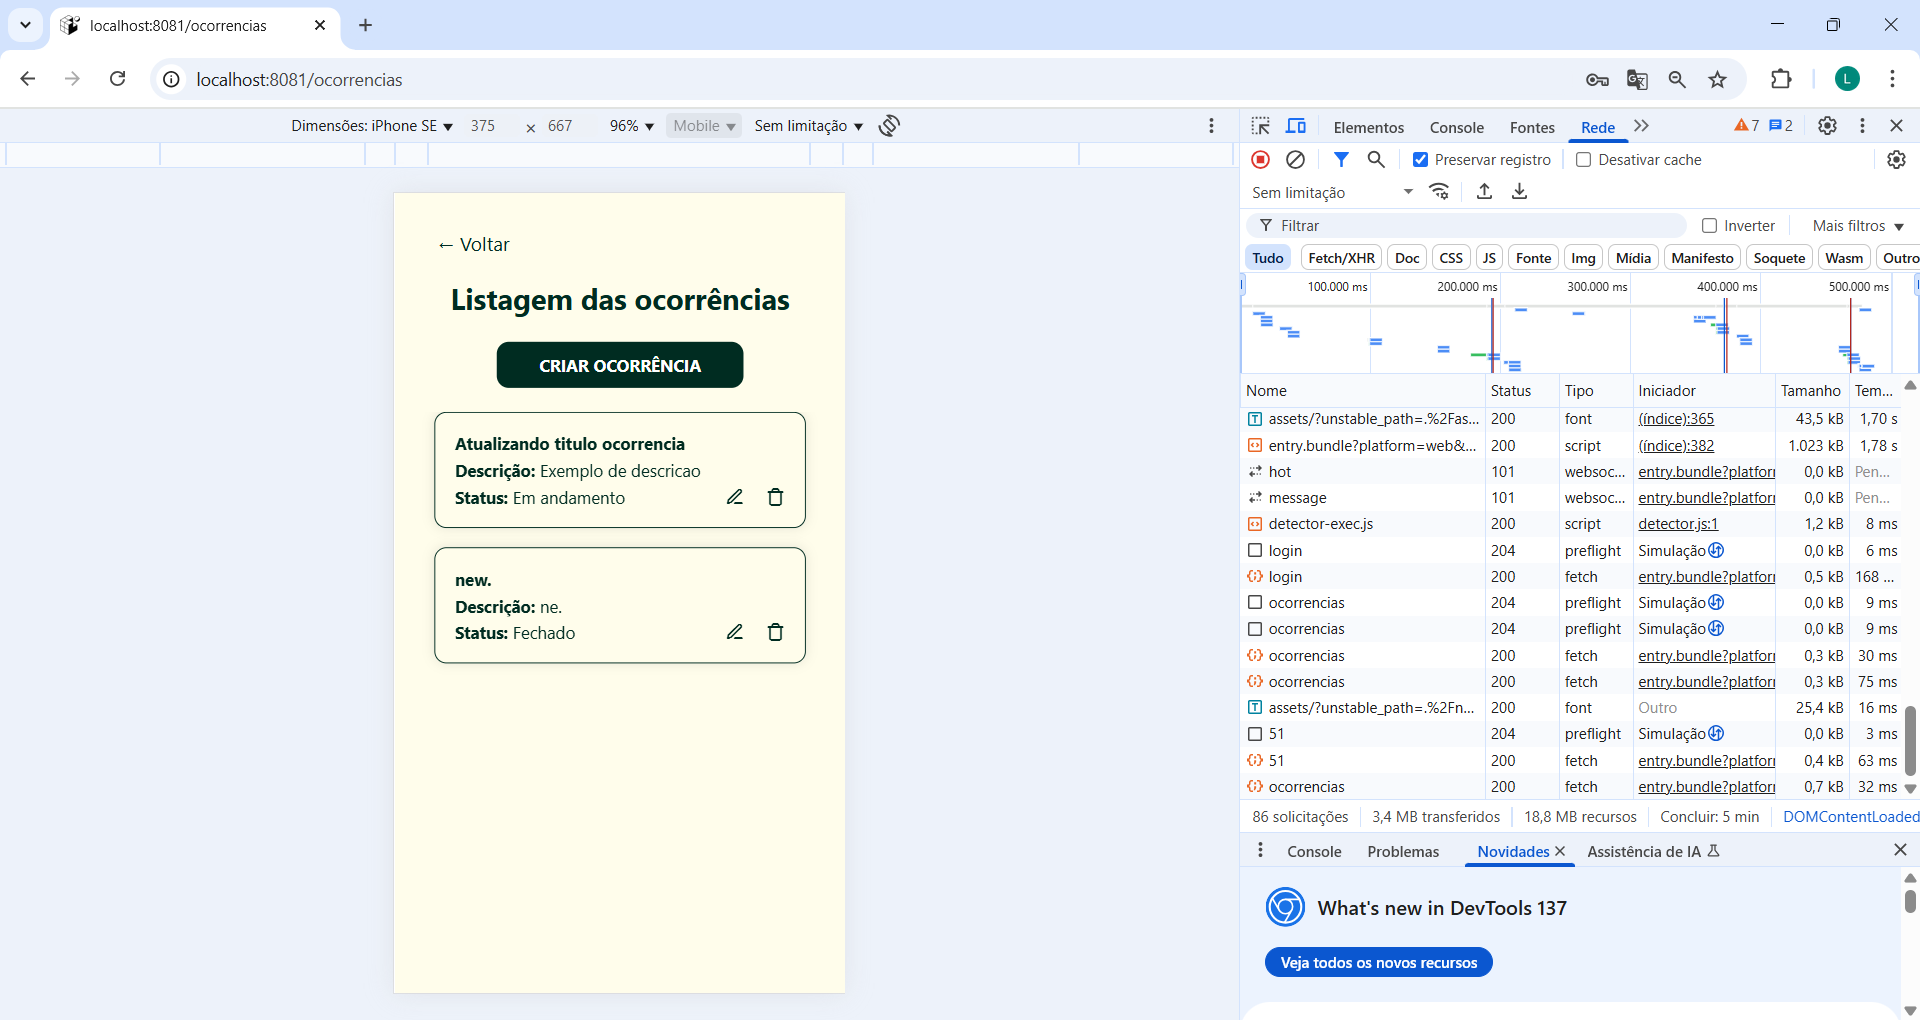 localhost:8081/ocorrencias
localhost:8081/ocorrencias
L
Dimensões: iPhone SE 375 × 667 96% Mobile Sem limitação
← Voltar
Listagem das ocorrências
CRIAR OCORRÊNCIA
Atualizando titulo ocorrencia
Descrição: Exemplo de descricao
Status: Em andamento
new.
Descrição: ne.
Status: Fechado
Elementos Console Fontes Rede 7 2
Preservar registro Desativar cache
Sem limitação
Filtrar Inverter Mais filtros
Tudo Fetch/XHR Doc CSS JS Fonte Img Mídia Manifesto Soquete Wasm Outro
100.000 ms 200.000 ms 300.000 ms 400.000 ms 500.000 ms
Nome Status Tipo Iniciador Tamanho Tem...
assets/?unstable_path=.%2Fas... 200 font (índice):365 43,5 kB 1,70 s
entry.bundle?platform=web&... 200 script (índice):382 1.023 kB 1,78 s
hot 101 websoc... entry.bundle?platfor 0,0 kB Pen...
message 101 websoc... entry.bundle?platfor 0,0 kB Pen...
detector-exec.js 200 script detector.js:1 1,2 kB 8 ms
login 204 preflight Simulação 0,0 kB 6 ms
login 200 fetch entry.bundle?platfor 0,5 kB 168 ...
ocorrencias 204 preflight Simulação 0,0 kB 9 ms
ocorrencias 204 preflight Simulação 0,0 kB 9 ms
ocorrencias 200 fetch entry.bundle?platfor 0,3 kB 30 ms
ocorrencias 200 fetch entry.bundle?platfor 0,3 kB 75 ms
assets/?unstable_path=.%2Fn... 200 font Outro 25,4 kB 16 ms
51 204 preflight Simulação 0,0 kB 3 ms
51 200 fetch entry.bundle?platfor 0,4 kB 63 ms
ocorrencias 200 fetch entry.bundle?platfor 0,7 kB 32 ms
86 solicitações 3,4 MB transferidos 18,8 MB recursos Concluir: 5 min DOMContentLoaded
Console Problemas Novidades Assistência de IA
What's new in DevTools 137
Veja todos os novos recursos